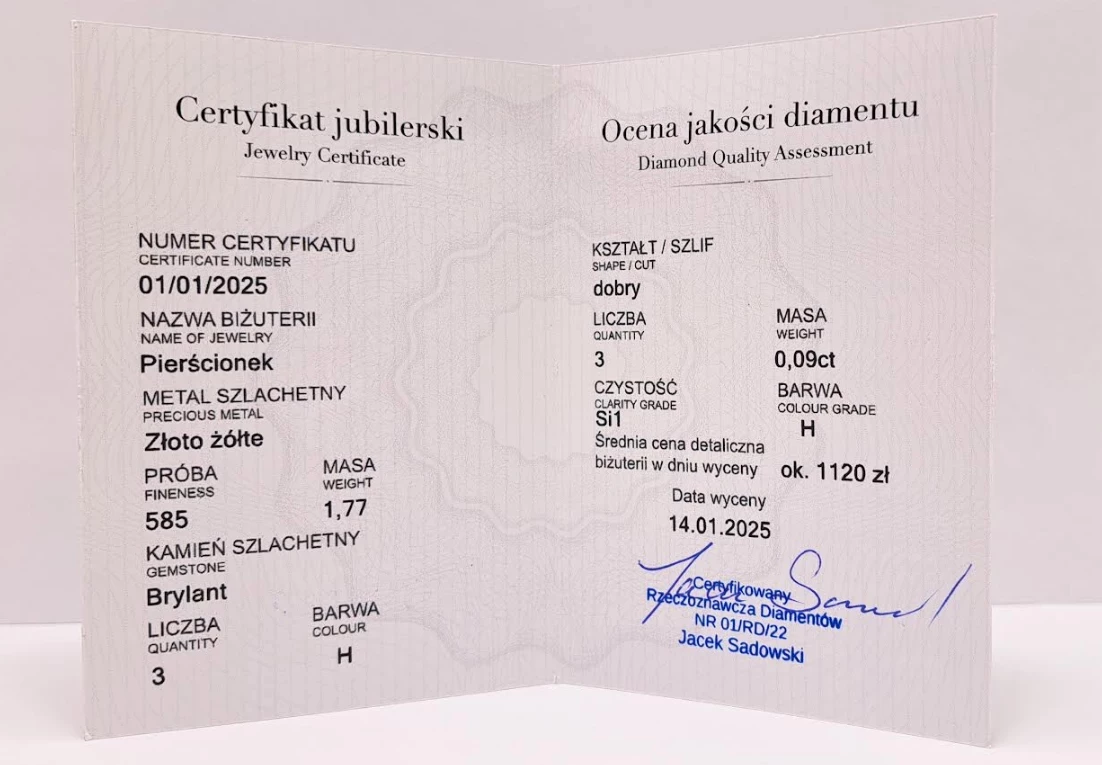 Certyfikat jubilerski
Jewelry Certificate
NUMER CERTYFIKATU
CERTIFICATE NUMBER
01/01/2025
NAZWA BIŻUTERII
NAME OF JEWELRY
Pierścionek
METAL SZLACHETNY
PRECIOUS METAL
Złoto żółte
PRÓBA MASA
FINENESS WEIGHT
585 1,77
KAMIEŃ SZLACHETNY
GEMSTONE
Brylant
LICZBA BARWA
QUANTITY COLOUR
3 H
Ocena jakości diamentu
Diamond Quality Assessment
KSZTAŁT / SZLIF
SHAPE / CUT
dobry
LICZBA MASA
QUANTITY WEIGHT
3 0,09ct
CZYSTOŚĆ BARWA
CLARITY GRADE COLOUR GRADE
Si1 H
Średnia cena detaliczna
biżuterii w dniu wyceny ok. 1120 zł
Data wyceny
14.01.2025
Certyfikowany
Rzeczoznawcza Diamentów
NR 01/RD/22
Jacek Sadowski